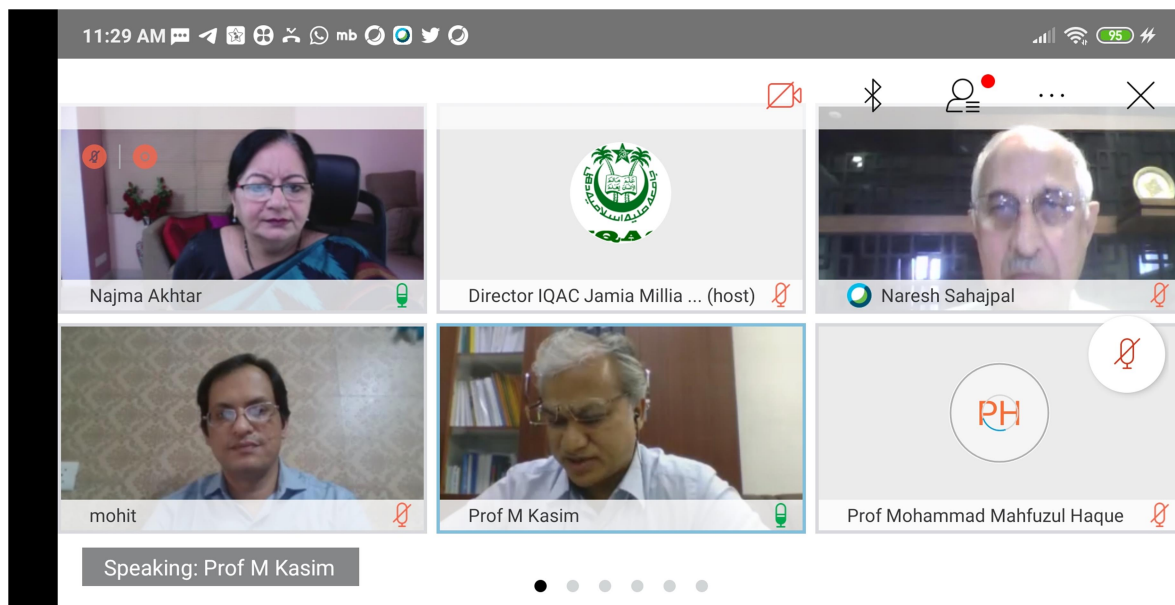 11:29 AM mb 95
Najma Akhtar
Director IQAC Jamia Millia ... (host)
Naresh Sahajpal
mohit
Prof M Kasim
PH
Prof Mohammad Mahfuzul Haque
Speaking: Prof M Kasim